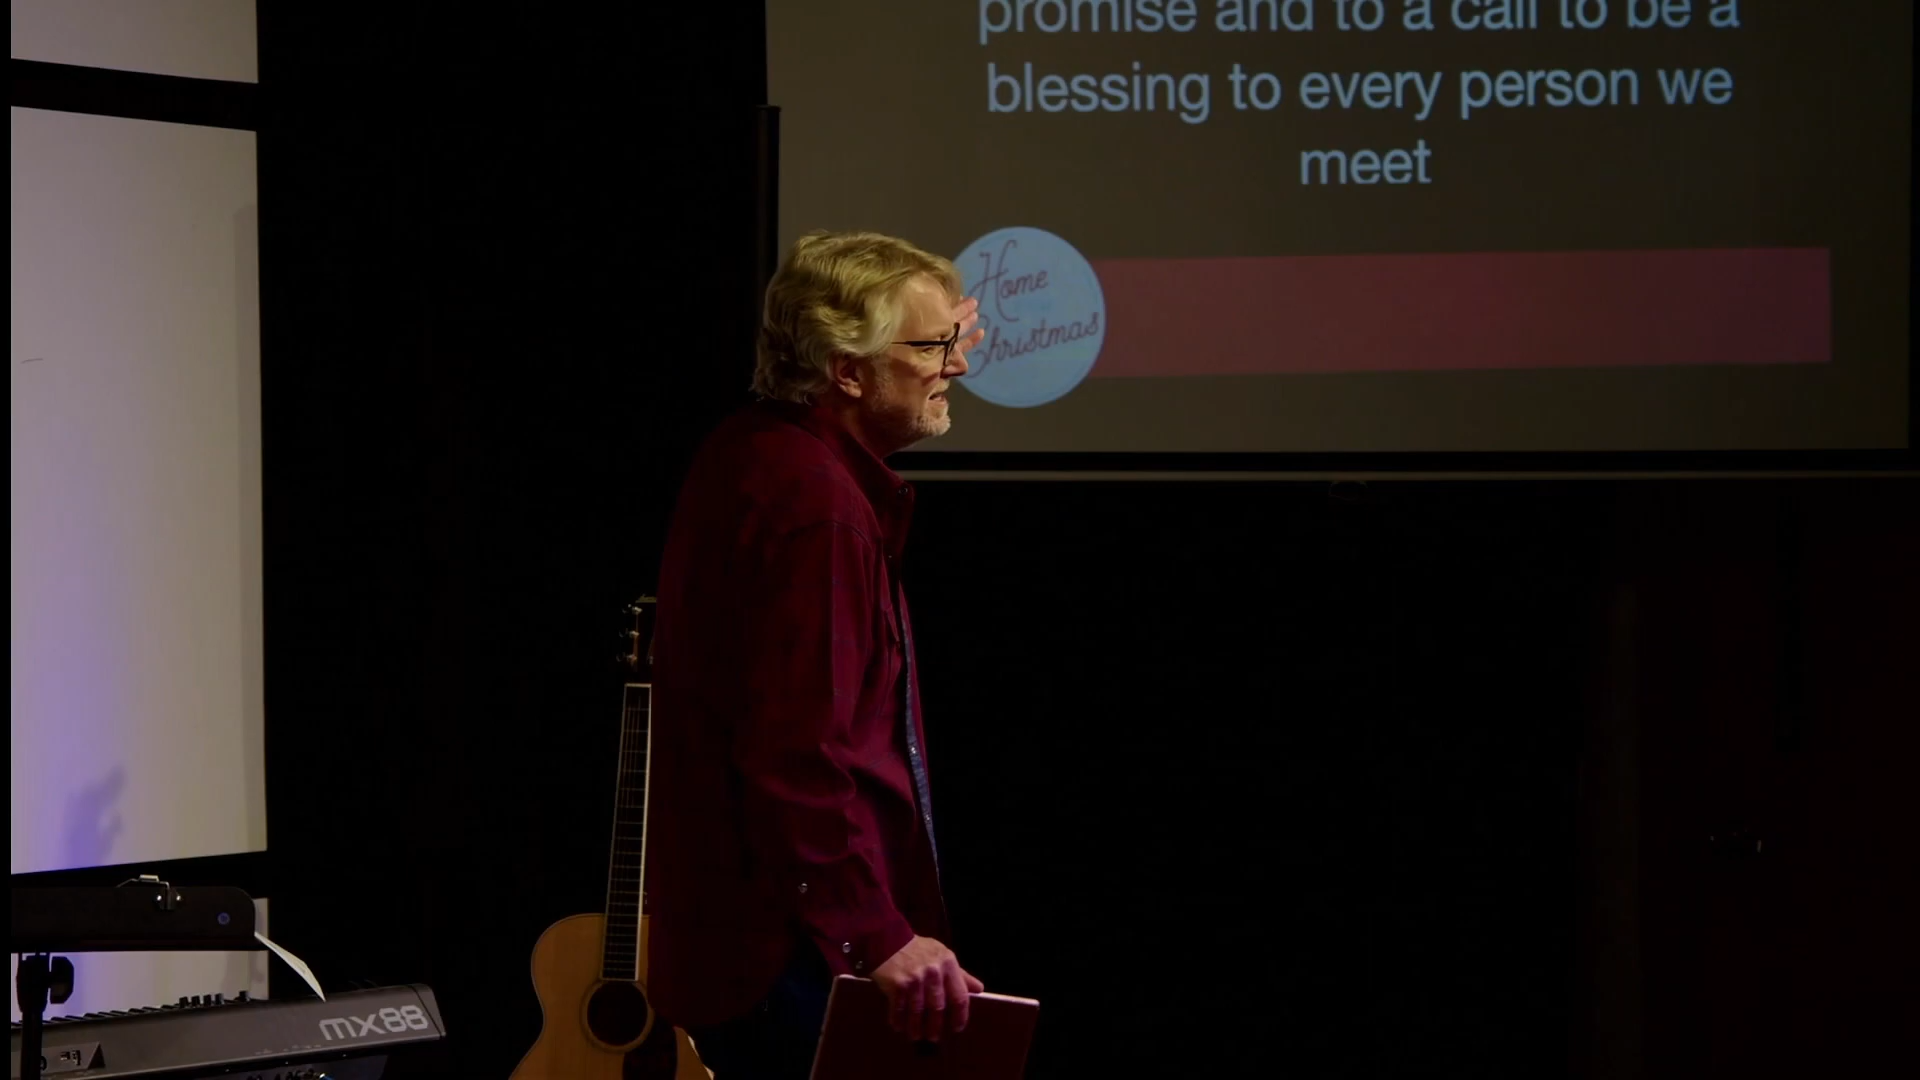 promise and to a call to be a
blessing to every person we
meet
Home
Christmas
MX88